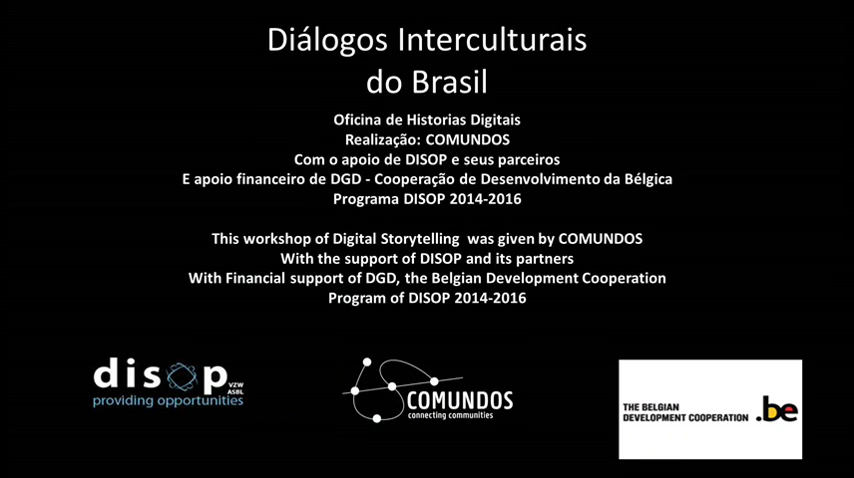 Diálogos Interculturais
do Brasil
Oficina de Historias Digitais
Realização: COMUNDOS
Com o apoio de DISOP e seus parceiros
E apoio financeiro de DGD - Cooperação de Desenvolvimento da Bélgica
Programa DISOP 2014-2016
This workshop of Digital Storytelling was given by COMUNDOS
With the support of DISOP and its partners
With Financial support of DGD, the Belgian Development Cooperation
Program of DISOP 2014-2016
disop
VZW
ASBL
providing opportunities
COMUNDOS
connecting communities
THE BELGIAN
DEVELOPMENT COOPERATION
.be